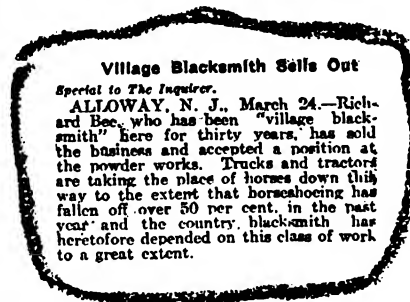 Village Blacksmith Sells Out
Special to The Inquirer.
ALLOWAY, N. J., March 24.—Rich-
ard Bee, who has been "village black-
smith" here for thirty years, has sold
the business and accepted a position at
the powder works. Trucks and tractors
are taking the place of horses down this
way to the extent that horseshoeing has
fallen off over 50 per cent. in the past
year and the country blacksmith has
heretofore depended on this class of work
to a great extent.